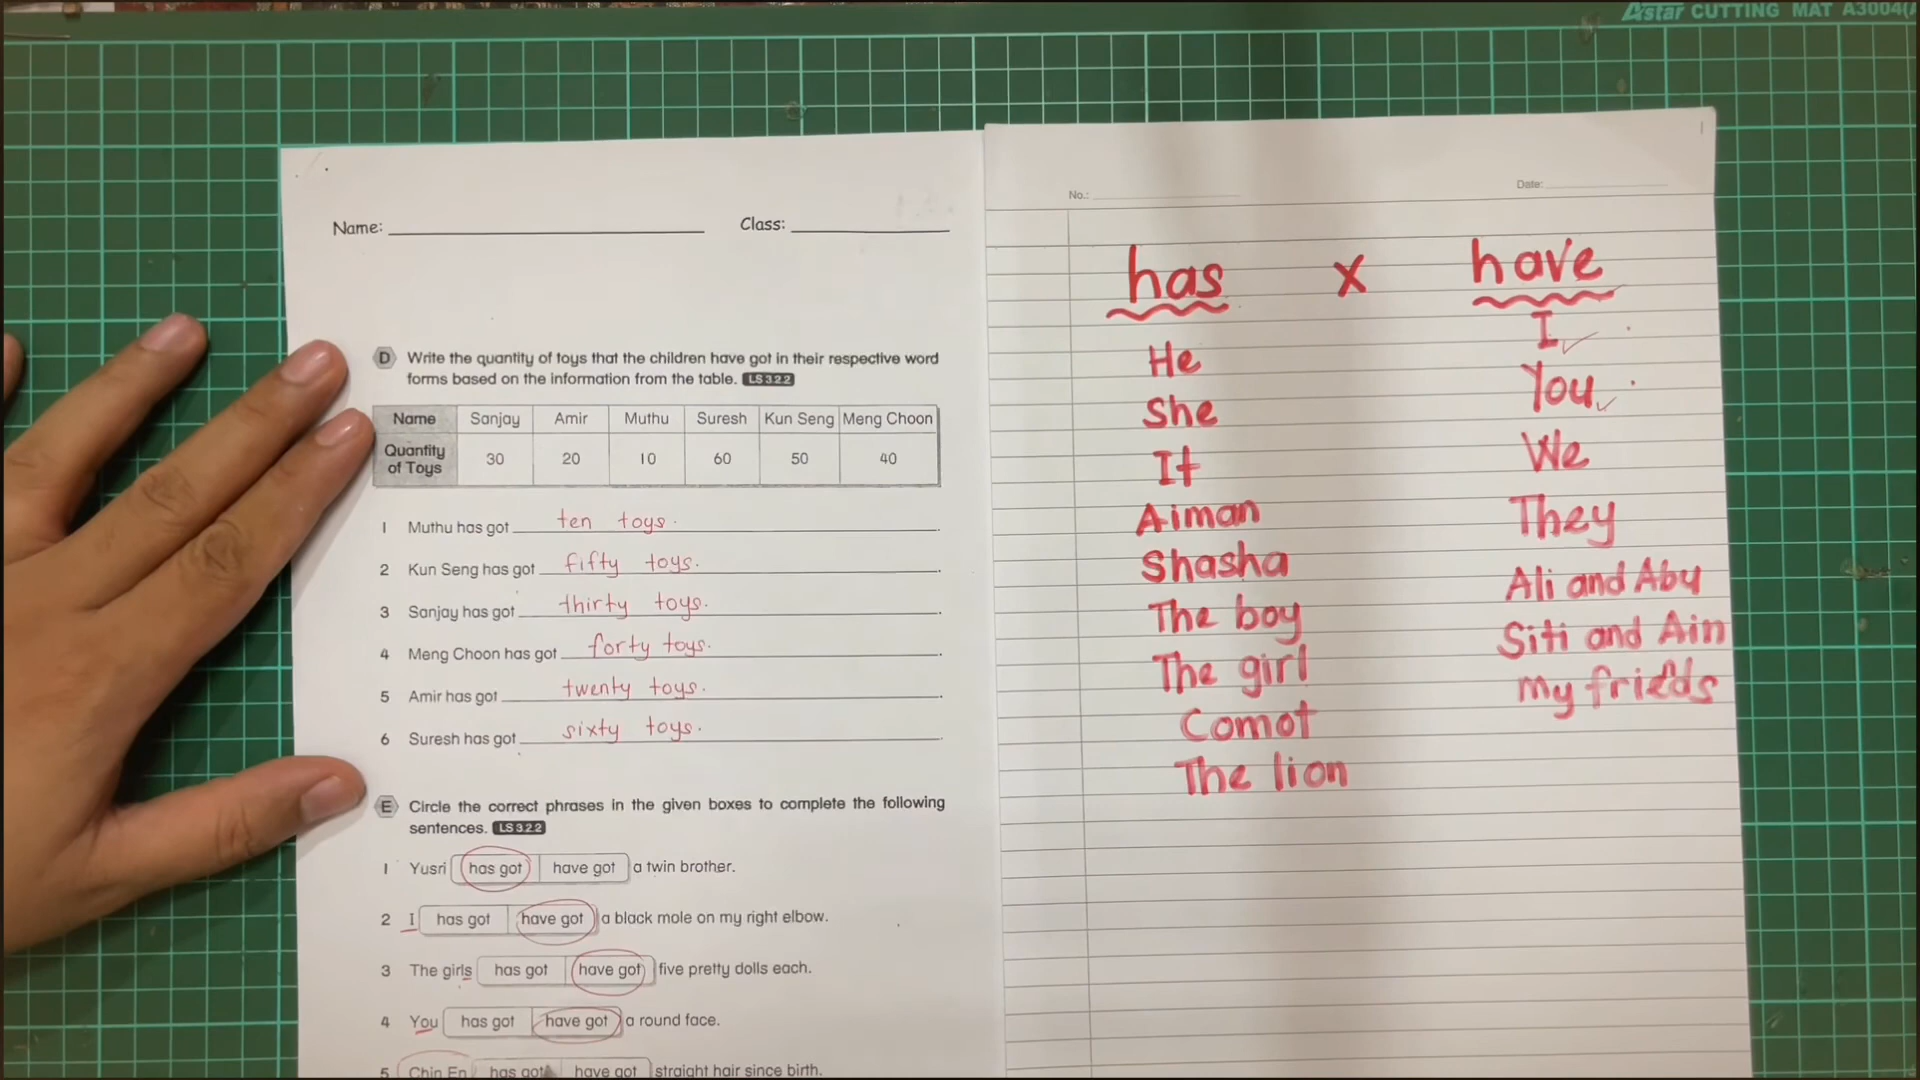 Astar CUTTING MAT A3004(A
Name:
Class:
D Write the quantity of toys that the children have got in their respective word
forms based on the information from the table. LS 3.2.2
Name Sanjay Amir Muthu Suresh Kun Seng Meng Choon
Quantity of Toys 30 20 10 60 50 40
1 Muthu has got ten toys.
2 Kun Seng has got fifty toys.
3 Sanjay has got thirty toys.
4 Meng Choon has got forty toys.
5 Amir has got twenty toys.
6 Suresh has got sixty toys.
E Circle the correct phrases in the given boxes to complete the following
sentences. LS 3.2.2
1 Yusri has got have got a twin brother.
2 I has got have got a black mole on my right elbow.
3 The girls has got have got five pretty dolls each.
4 You has got have got a round face.
5 Chin En has got have got straight hair since birth.
No.:
Date:
has x have
He
She
It
Aiman
Shasha
The boy
The girl
Comot
The lion
I
You
We
They
Ali and Abu
Siti and Ain
My frieds